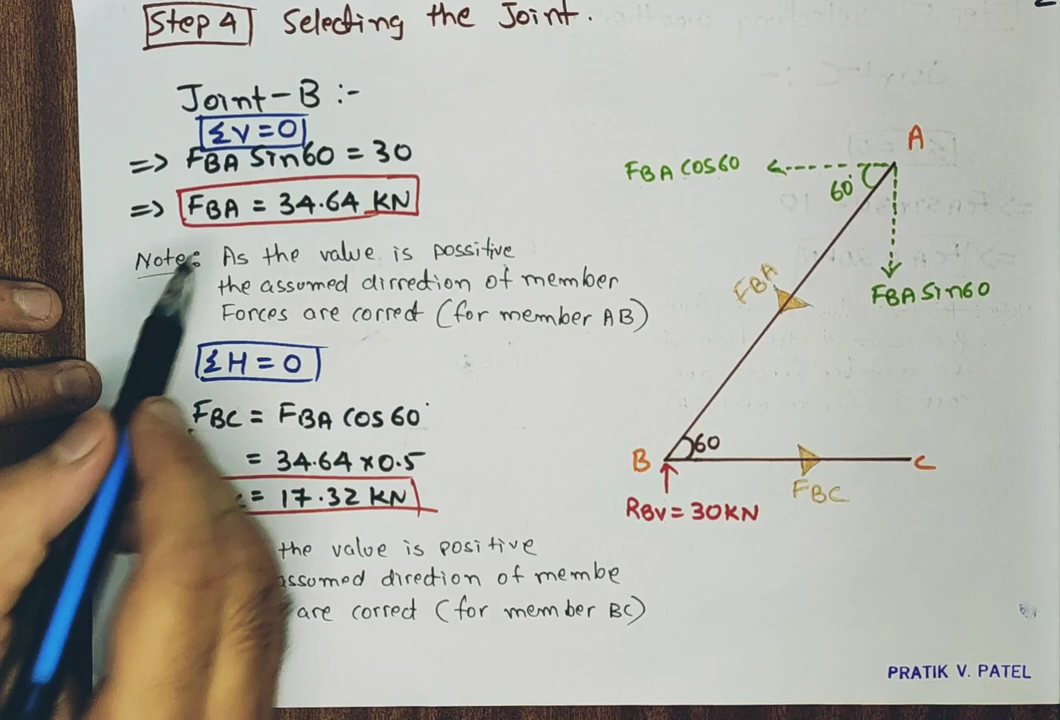 Step 4 Selecting the Joint.
Joint-B :-
ΣV=0
=> FBA Sin60 = 30
=> FBA = 34.64 KN
Note: As the value is possitive
the assumed dirrection of member
Forces are correct (for member AB)
ΣH=0
FBC = FBA COS 60°
= 34.64 x 0.5
= 17.32 KN
the value is positive
assumed direction of membe
are correct (for member BC)
A
FBA COS60
60°
FBA
FBA Sin60
B
60
C
FBC
RBV = 30KN
PRATIK V. PATEL